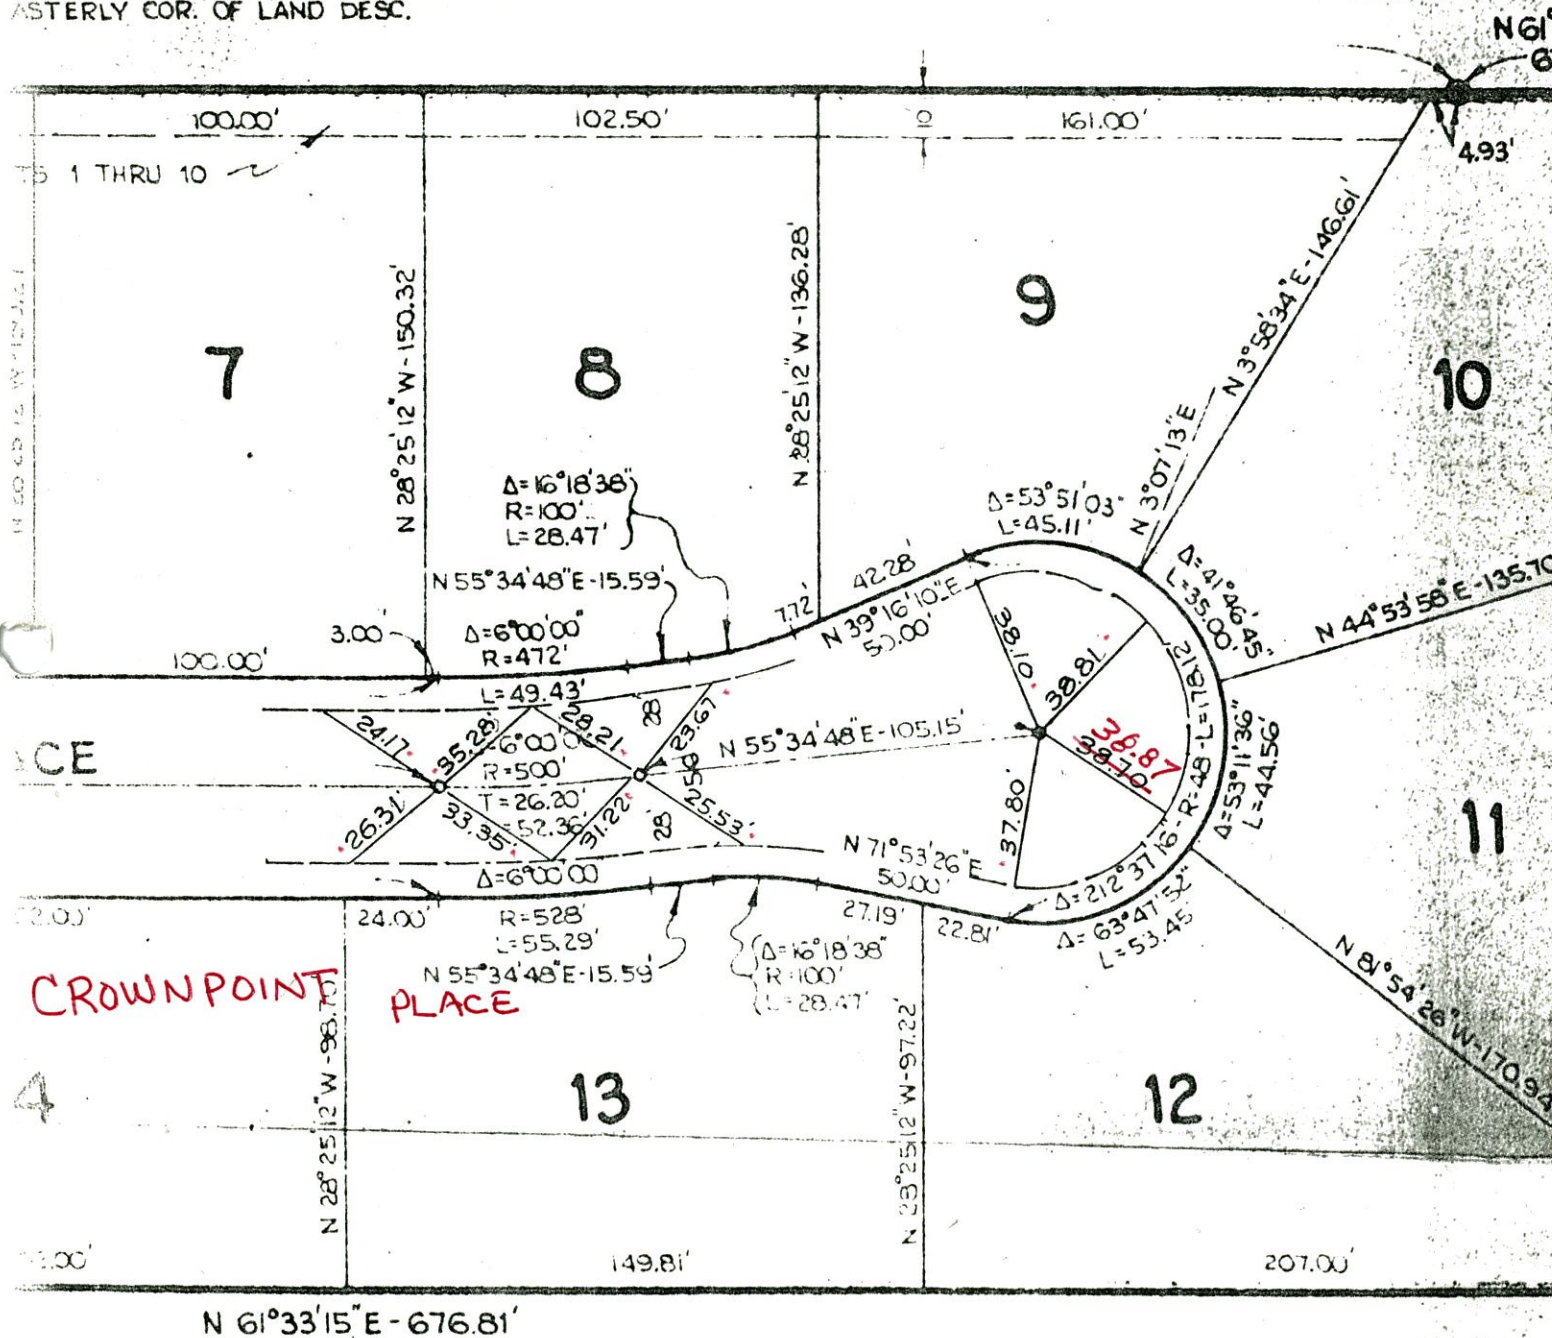 ASTERLY COR. OF LAND DESC.
N 61°
100.00'
102.50'
10
161.00'
4.93'
1 THRU 10
N 28°25'12" W - 150.32'
N 28°25'12" W - 136.28'
N 3°58'34" E - 146.61'
7
8
9
10
N 3°07'13" E
Δ=16°18'38"
R=100'
L=28.47'
Δ=53°51'03"
L=45.11'
N 55°34'48" E - 15.59'
42.28'
Δ=41°46'45"
L=35.00'
N 44°53'58" E - 135.70
7.72'
N 39°16'10" E
50.00'
3.00'
Δ=6°00'00"
R=472'
100.00'
L=49.43'
38.10
38.81
24.17
35.28'
28.21
28
23.67
N 55°34'48" E - 105.15'
CE
=6°00'00
R=500'
T=26.20'
=52.36'
56
38.87
38.70
Δ=212°37'16 - R=48 - L=178.12'
Δ=53°11'36"
L=44.56'
26.31'
33.35'
31.22
28'
25.53'
37.80'
N 71°53'26" E
50.00'
11
Δ=6°00'00
24.00'
R=528'
L=55.29'
27.19'
22.81'
Δ=63°47'52"
L=53.45
N 55°34'48" E - 15.59'
Δ=16°18'38"
R=100'
L=28.47'
N 81°54'26" W - 170.94
CROWNPOINT PLACE
4
13
12
N 28°25'12" W - 98.75'
N 28°25'12" W - 97.22'
149.81'
207.00'
N 61°33'15" E - 676.81'